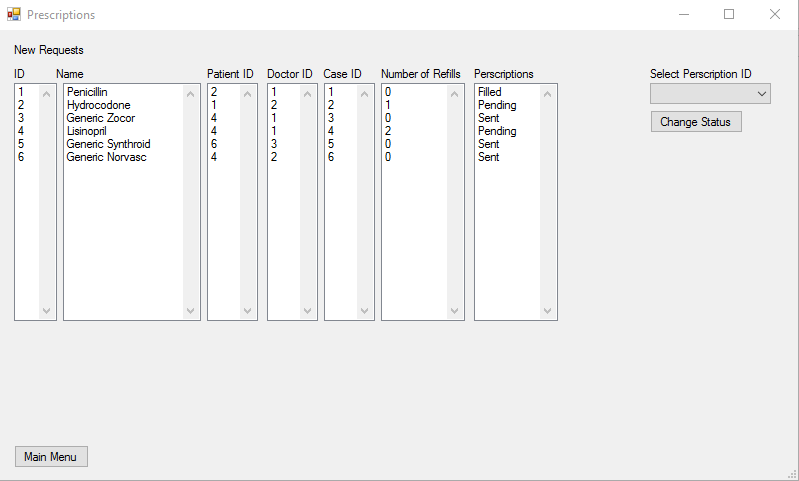 Prescriptions
New Requests
ID Name Patient ID Doctor ID Case ID Number of Refills Perscriptions Select Perscription ID
1 Penicillin 2 1 1 0 Filled
2 Hydrocodone 1 2 2 1 Pending
3 Generic Zocor 4 1 3 0 Sent
4 Lisinopril 4 1 4 2 Pending
5 Generic Synthroid 6 3 5 0 Sent
6 Generic Norvasc 4 2 6 0 Sent
Change Status
Main Menu